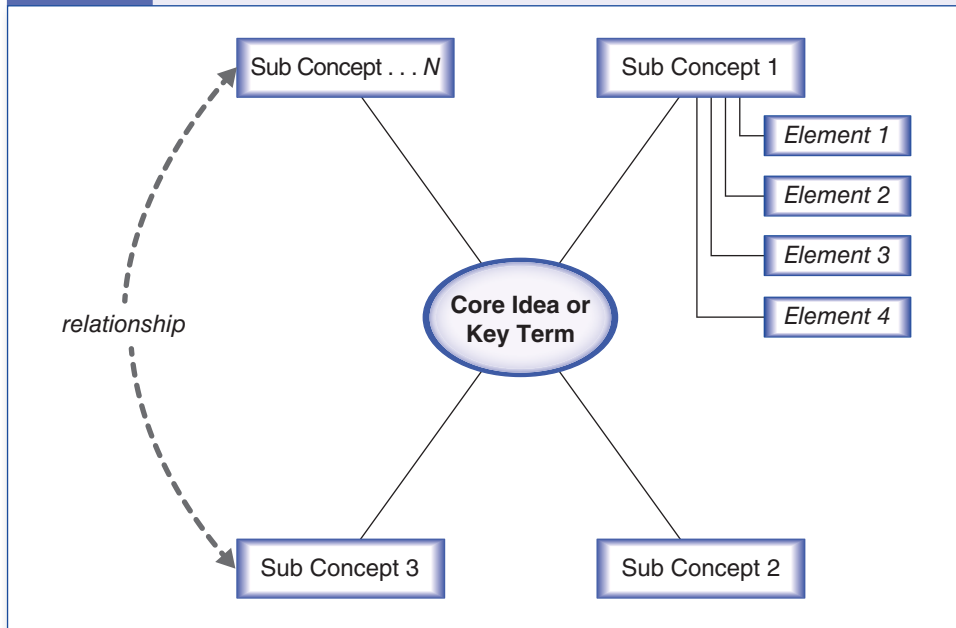 Sub Concept . . . N
Sub Concept 1
Element 1
Element 2
Element 3
Element 4
Core Idea or
Key Term
relationship
Sub Concept 3
Sub Concept 2